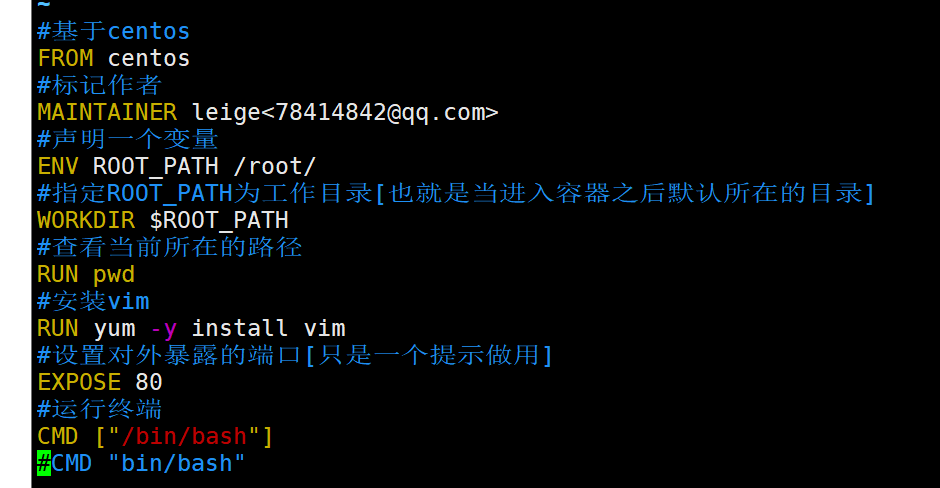 ~
#基于centos
FROM centos
#标记作者
MAINTAINER leige<78414842@qq.com>
#声明一个变量
ENV ROOT_PATH /root/
#指定ROOT_PATH为工作目录[也就是当进入容器之后默认所在的目录]
WORKDIR $ROOT_PATH
#查看当前所在的路径
RUN pwd
#安装vim
RUN yum -y install vim
#设置对外暴露的端口[只是一个提示做用]
EXPOSE 80
#运行终端
CMD ["/bin/bash"]
#CMD "bin/bash"